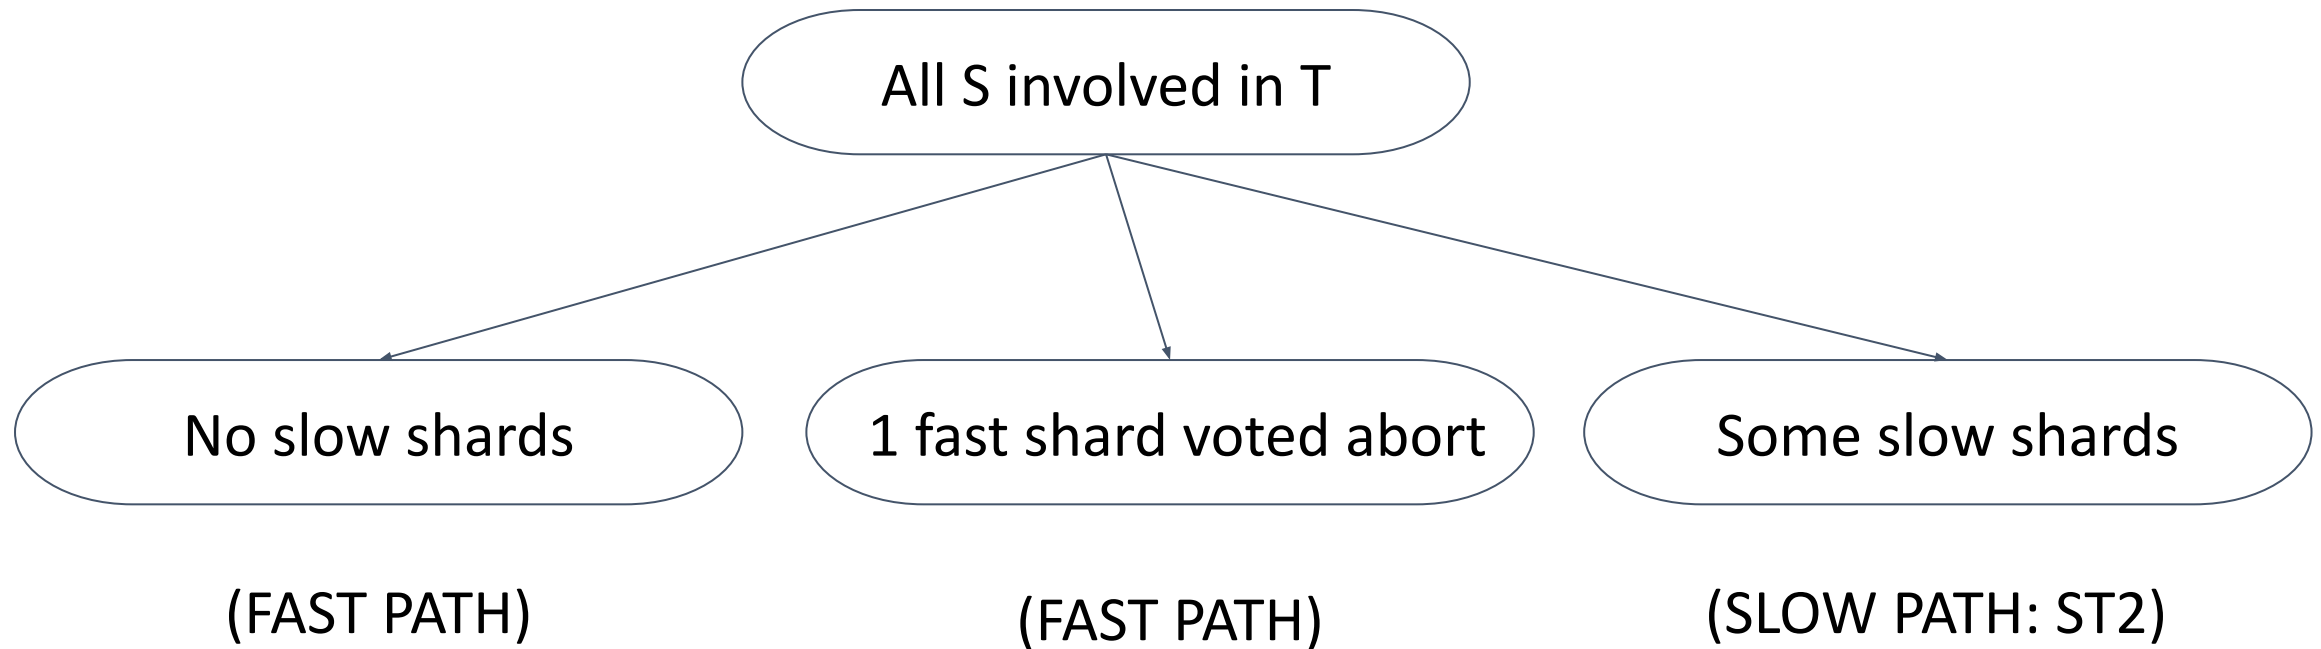 All S involved in T
No slow shards
1 fast shard voted abort
Some slow shards
(FAST PATH)
(FAST PATH)
(SLOW PATH: ST2)